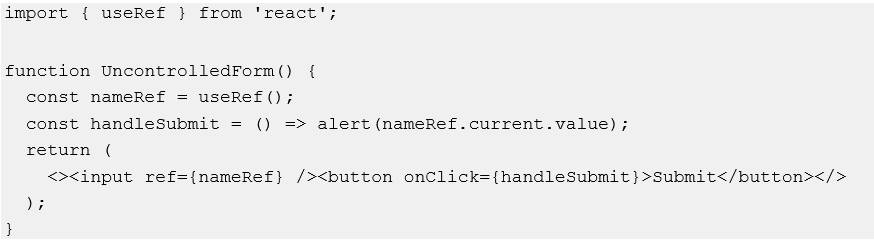 import { useRef } from 'react';

function UncontrolledForm() {
  const nameRef = useRef();
  const handleSubmit = () => alert(nameRef.current.value);
  return (
    <><input ref={nameRef} /><button onClick={handleSubmit}>Submit</button></>
  );
}